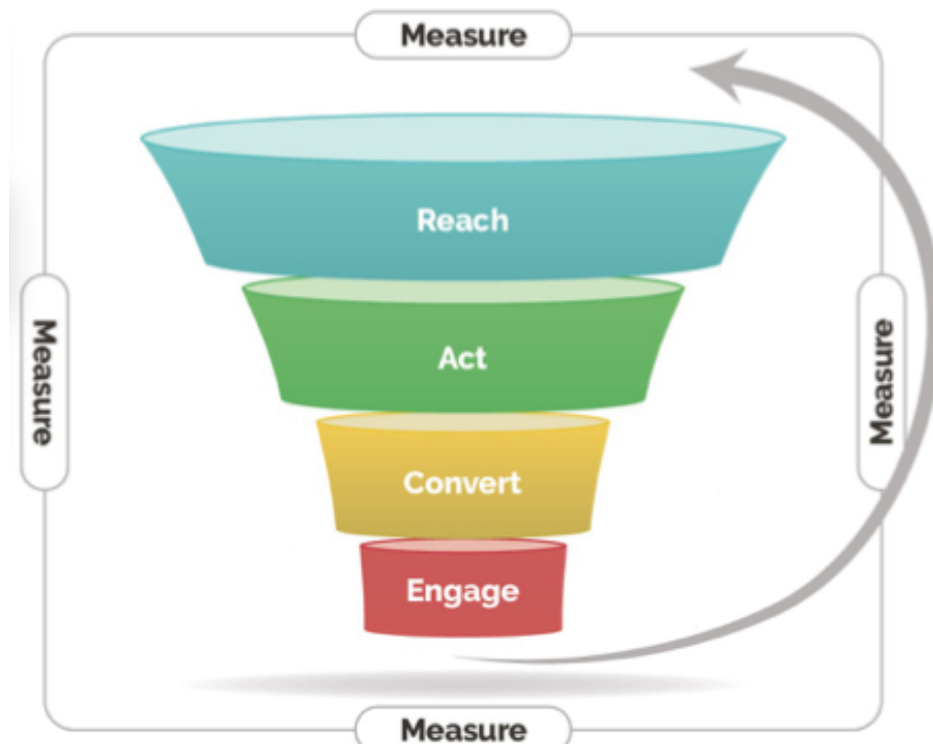 Measure
Reach
Measure
Measure
Act
Convert
Engage
Measure